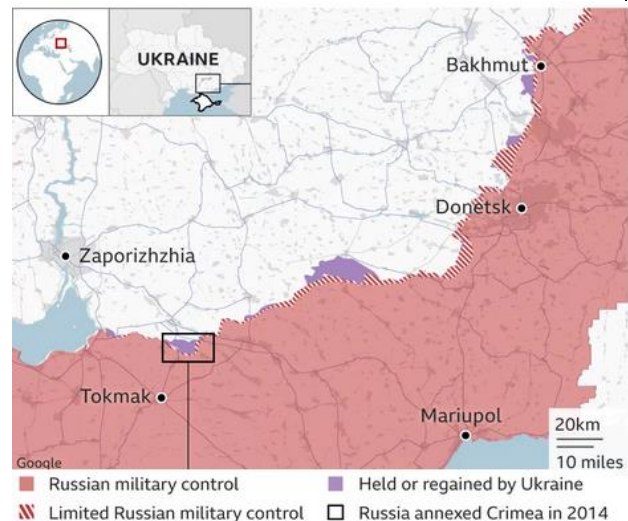 UKRAINE
Bakhmut
Donetsk
Zaporizhzhia
Tokmak
Mariupol
20km
10 miles
Google
Russian military control
Held or regained by Ukraine
Limited Russian military control
Russia annexed Crimea in 2014